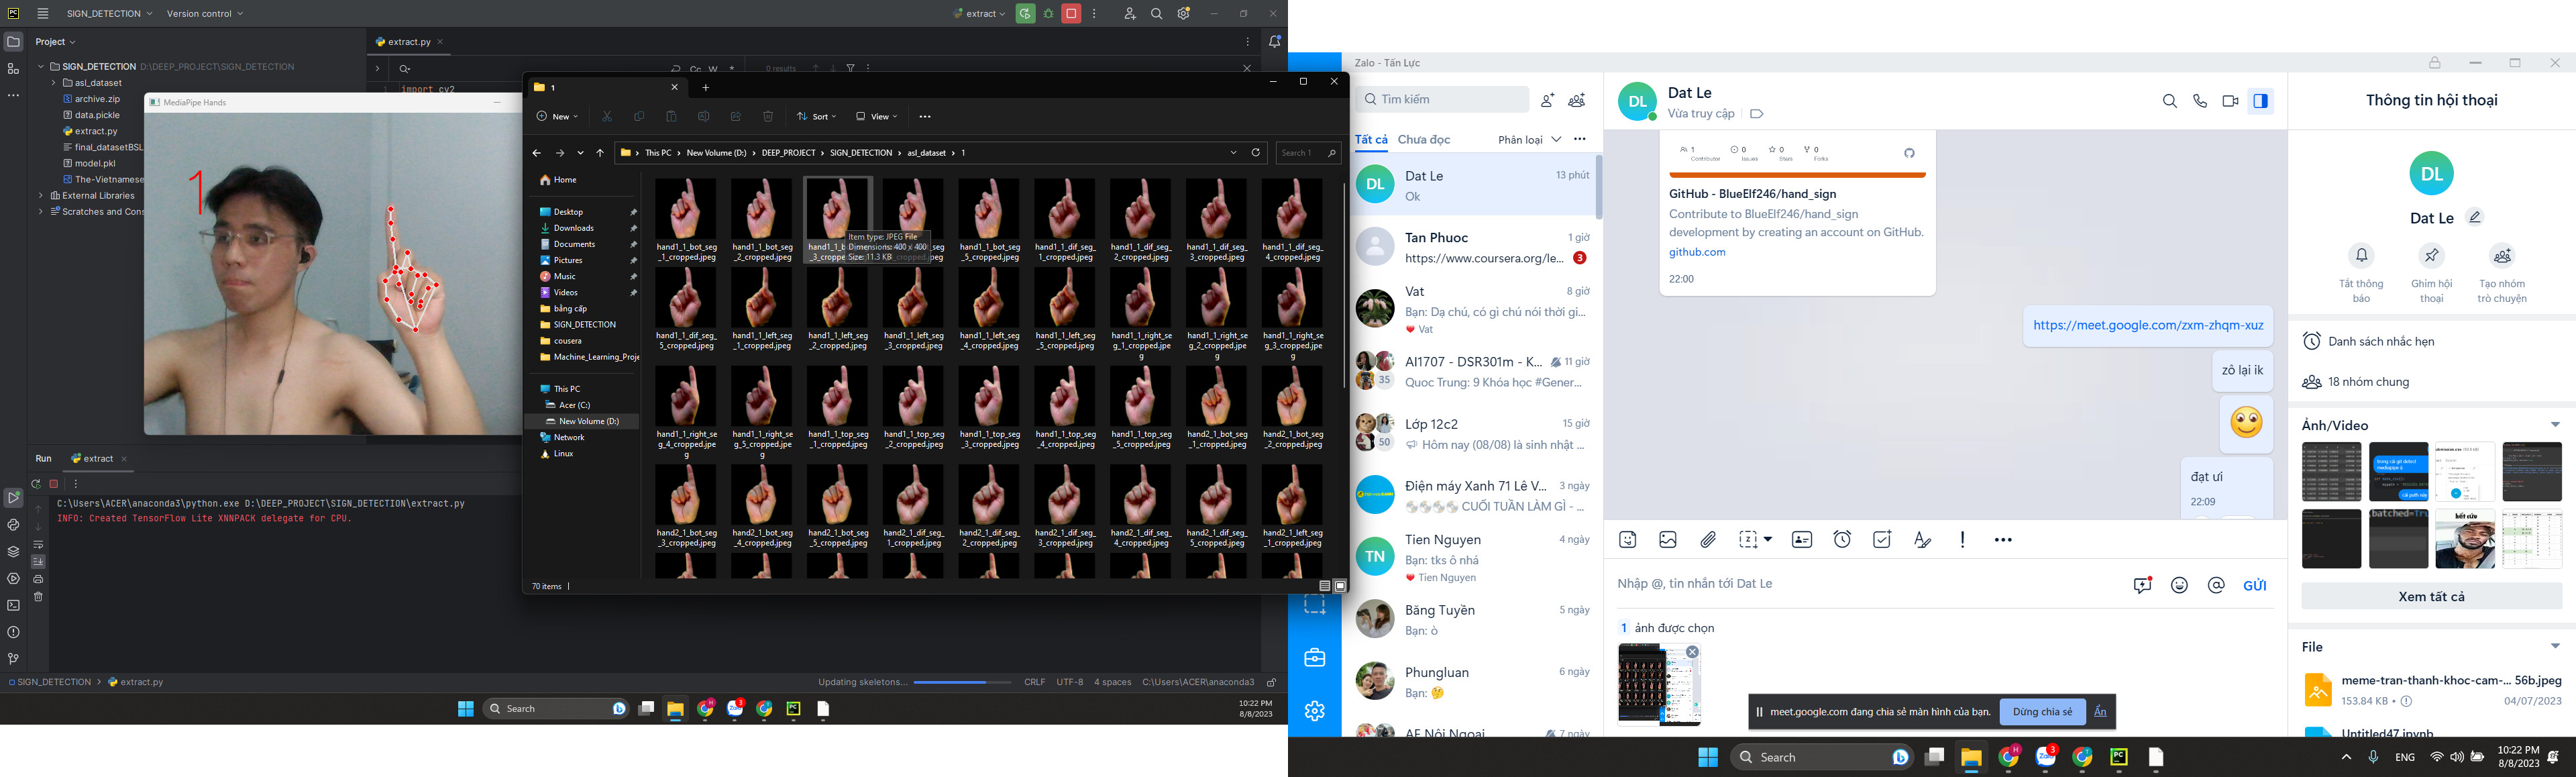 SIGN_DETECTION
Version control
extract
Project
extract.py
SIGN_DETECTION D:\DEEP_PROJECT\SIGN_DETECTION
asl_dataset
archive.zip
data.pickle
extract.py
final_datasetBSL
model.pkl
The-Vietnamese
External Libraries
Scratches and Cons
Cc W .*
0 results
1 import cv2
MediaPipe Hands
1
Run
extract
C:\Users\ACER\anaconda3\python.exe D:\DEEP_PROJECT\SIGN_DETECTION\extract.py
INFO: Created TensorFlow Lite XNNPACK delegate for CPU.
SIGN_DETECTION > extract.py
Updating skeletons...
CRLF UTF-8 4 spaces C:\Users\ACER\anaconda3
Search
10:22 PM
8/8/2023
1
New
Sort
View
This PC > New Volume (D:) > DEEP_PROJECT > SIGN_DETECTION > asl_dataset > 1
Search 1
Home
Desktop
Downloads
Documents
Pictures
Music
Videos
bằng cấp
SIGN_DETECTION
cousera
Machine_Learning_Proje
This PC
Acer (C:)
New Volume (D:)
Network
Linux
hand1_1_bot_seg_1_cropped.jpeg
hand1_1_bot_seg_2_cropped.jpeg
hand1_1_b
_3_croppe
Item type: JPEG File
Dimensions: 400 x 400
Size: 11.3 KB
hand1_1_bot_seg_5_cropped.jpeg
hand1_1_dif_seg_1_cropped.jpeg
hand1_1_dif_seg_2_cropped.jpeg
hand1_1_dif_seg_3_cropped.jpeg
hand1_1_dif_seg_4_cropped.jpeg
hand1_1_dif_seg_5_cropped.jpeg
hand1_1_left_seg_1_cropped.jpeg
hand1_1_left_seg_2_cropped.jpeg
hand1_1_left_seg_3_cropped.jpeg
hand1_1_left_seg_4_cropped.jpeg
hand1_1_left_seg_5_cropped.jpeg
hand1_1_right_seg_1_cropped.jpeg
hand1_1_right_seg_2_cropped.jpeg
hand1_1_right_seg_3_cropped.jpeg
hand1_1_right_seg_4_cropped.jpeg
hand1_1_right_seg_5_cropped.jpeg
hand1_1_top_seg_1_cropped.jpeg
hand1_1_top_seg_2_cropped.jpeg
hand1_1_top_seg_3_cropped.jpeg
hand1_1_top_seg_4_cropped.jpeg
hand1_1_top_seg_5_cropped.jpeg
hand2_1_bot_seg_1_cropped.jpeg
hand2_1_bot_seg_2_cropped.jpeg
hand2_1_bot_seg_3_cropped.jpeg
hand2_1_bot_seg_4_cropped.jpeg
hand2_1_bot_seg_5_cropped.jpeg
hand2_1_dif_seg_1_cropped.jpeg
hand2_1_dif_seg_2_cropped.jpeg
hand2_1_dif_seg_3_cropped.jpeg
hand2_1_dif_seg_4_cropped.jpeg
hand2_1_dif_seg_5_cropped.jpeg
hand2_1_left_seg_1_cropped.jpeg
70 items
Zalo - Tấn Lực
Tìm kiếm
Tất cả Chưa đọc Phân loại
Dat Le 13 phút
Ok
Tan Phuoc 1 giờ
https://www.coursera.org/le... 3
Vat 8 giờ
Bạn: Dạ chú, có gì chú nói thời gi...
Vat
AI1707 - DSR301m - K... 11 giờ
35 Quoc Trung: 9 Khóa học #Gener...
Lớp 12c2 15 giờ
50 Hôm nay (08/08) là sinh nhật ...
Điện máy Xanh 71 Lê V... 3 ngày
CUỐI TUẦN LÀM GÌ - ...
TN
Tien Nguyen 4 ngày
Bạn: tks ô nhá
Tien Nguyen
Băng Tuyền 5 ngày
Bạn: ò
Phungluan 6 ngày
Bạn: 🤔
AE Nội Ngoại 7 ngày
DL
Dat Le
Vừa truy cập
1 Contributor
0 Issues
0 Stars
0 Forks
GitHub - BlueElf246/hand_sign
Contribute to BlueElf246/hand_sign
development by creating an account on GitHub.
github.com
22:00
https://meet.google.com/zxm-zhqm-xuz
zô lại ik
đạt ưi
22:09
Nhập @, tin nhắn tới Dat Le
GỬI
1 ảnh được chọn
meet.google.com đang chia sẻ màn hình của bạn. Dừng chia sẻ Ẩn
Thông tin hội thoại
DL
Dat Le
Tắt thông báo
Ghim hội thoại
Tạo nhóm trò chuyện
Danh sách nhắc hẹn
18 nhóm chung
Ảnh/Video
hết cứu
Xem tất cả
File
meme-tran-thanh-khoc-cam-... 56b.jpeg
153.84 KB 04/07/2023
Untitled47.ipynb
Search
ENG
10:22 PM
8/8/2023